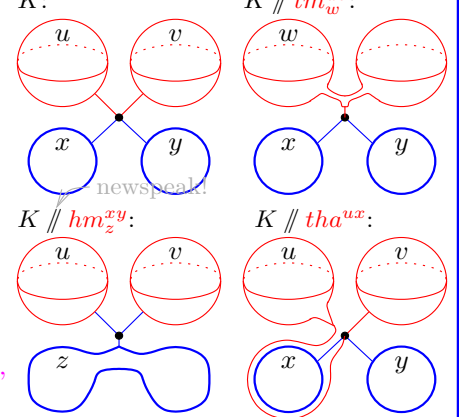 K: K ⫽ tm_w :
u v w
x y x y
newspeak!
K ⫽ hm_z^{xy}: K ⫽ tha^{ux}:
u v u v
z x y
,